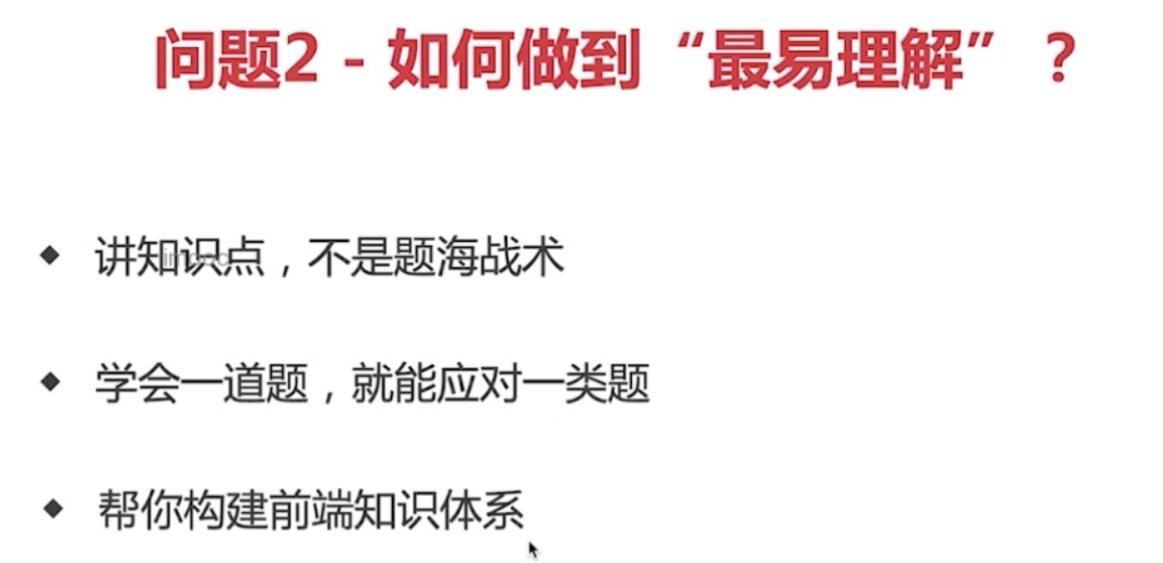 问题2 - 如何做到“最易理解”？
讲知识点，不是题海战术
学会一道题，就能应对一类题
帮你构建前端知识体系